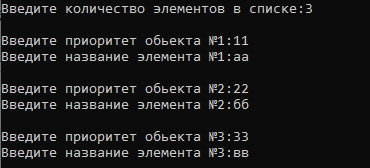 Введите количество элементов в списке:3
Введите приоритет обьекта №1:11
Введите название элемента №1:аа
Введите приоритет обьекта №2:22
Введите название элемента №2:бб
Введите приоритет обьекта №3:33
Введите название элемента №3:вв